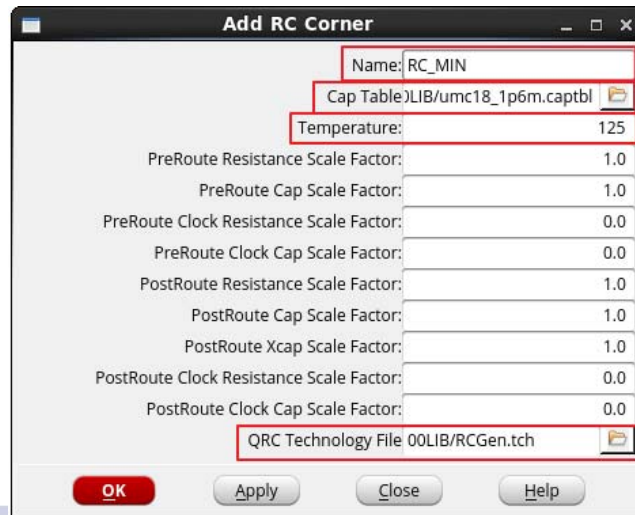 Add RC Corner
Name: RC_MIN
Cap Table )LIB/umc18_1p6m.captbl
Temperature: 125
PreRoute Resistance Scale Factor: 1.0
PreRoute Cap Scale Factor: 1.0
PreRoute Clock Resistance Scale Factor: 0.0
PreRoute Clock Cap Scale Factor: 0.0
PostRoute Resistance Scale Factor: 1.0
PostRoute Cap Scale Factor: 1.0
PostRoute Xcap Scale Factor: 1.0
PostRoute Clock Resistance Scale Factor: 0.0
PostRoute Clock Cap Scale Factor: 0.0
QRC Technology File 00LIB/RCGen.tch
OK Apply Close Help